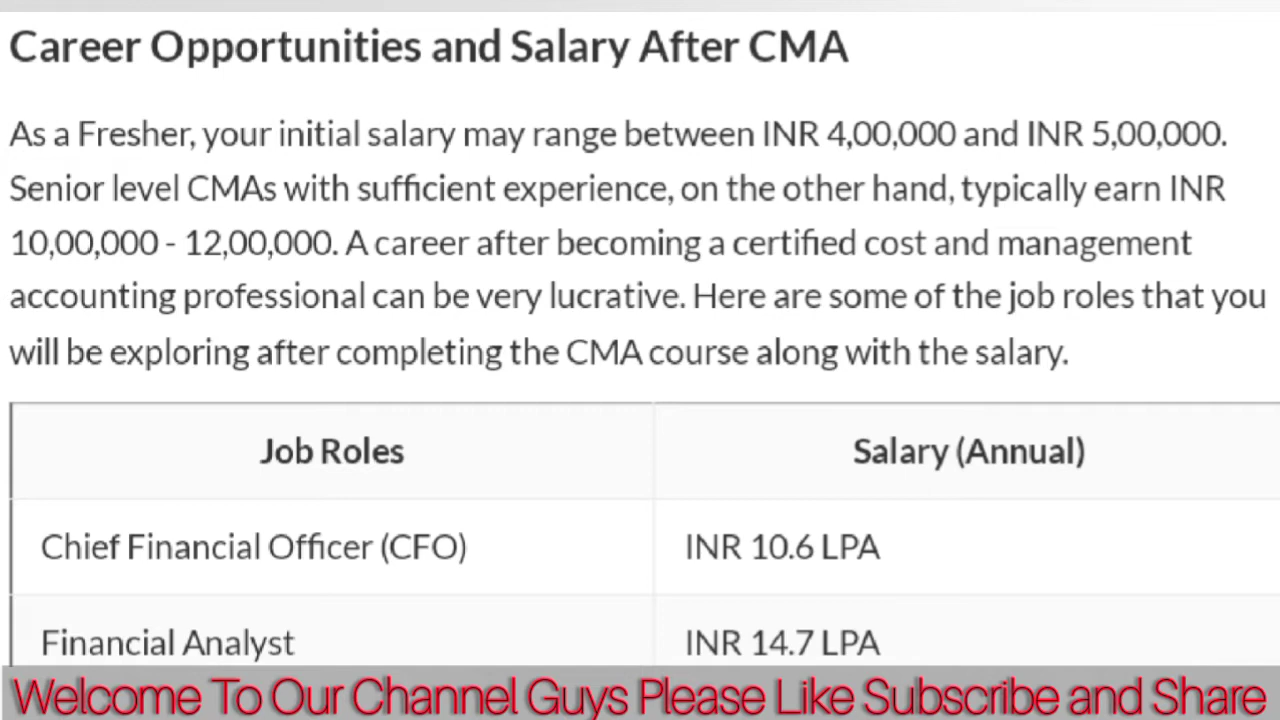 Career Opportunities and Salary After CMA
As a Fresher, your initial salary may range between INR 4,00,000 and INR 5,00,000.
Senior level CMAs with sufficient experience, on the other hand, typically earn INR
10,00,000 - 12,00,000. A career after becoming a certified cost and management
accounting professional can be very lucrative. Here are some of the job roles that you
will be exploring after completing the CMA course along with the salary.
Job Roles Salary (Annual)
Chief Financial Officer (CFO) INR 10.6 LPA
Financial Analyst INR 14.7 LPA
Welcome To Our Channel Guys Please Like Subscribe and Share